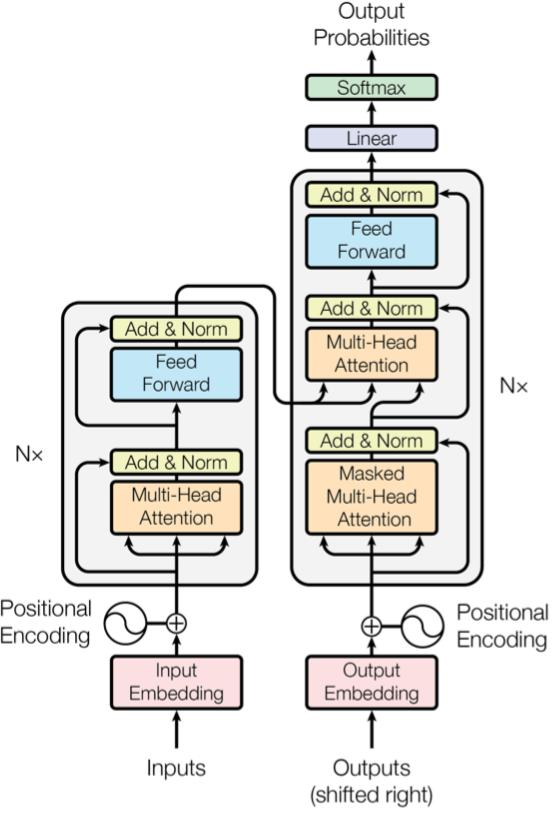 Output
Probabilities
Softmax
Linear
Add & Norm
Feed
Forward
Add & Norm
Multi-Head
Attention
Add & Norm
Masked
Multi-Head
Attention
N×
Add & Norm
Feed
Forward
Add & Norm
Multi-Head
Attention
N×
Positional
Encoding
Positional
Encoding
Input
Embedding
Output
Embedding
Inputs
Outputs
(shifted right)